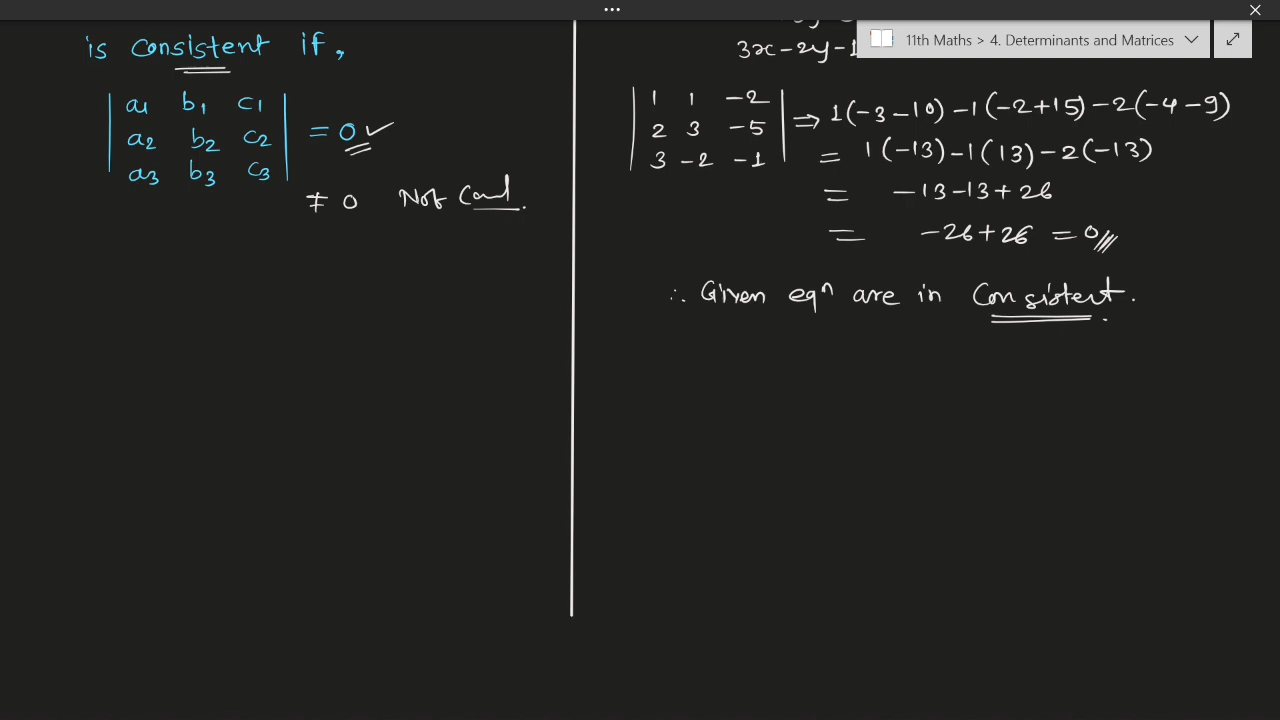 is Consistent if,
| a1 b1 c1 |
| a2 b2 c2 | = 0 ✓
| a3 b3 c3 |
≠ 0 Not
11th Maths > 4. Determinants and Matrices
3x - 2y - 1
| 1 1 -2 | ⇒ 1(-3-10) -1(-2+15) -2(-4-9)
| 2 3 -5 |
| 3 -2 -1 | = 1(-13) -1(13) -2(-13)
= -13-13+26
= -26+26 = 0
∴ Given eqn are in Consistent.